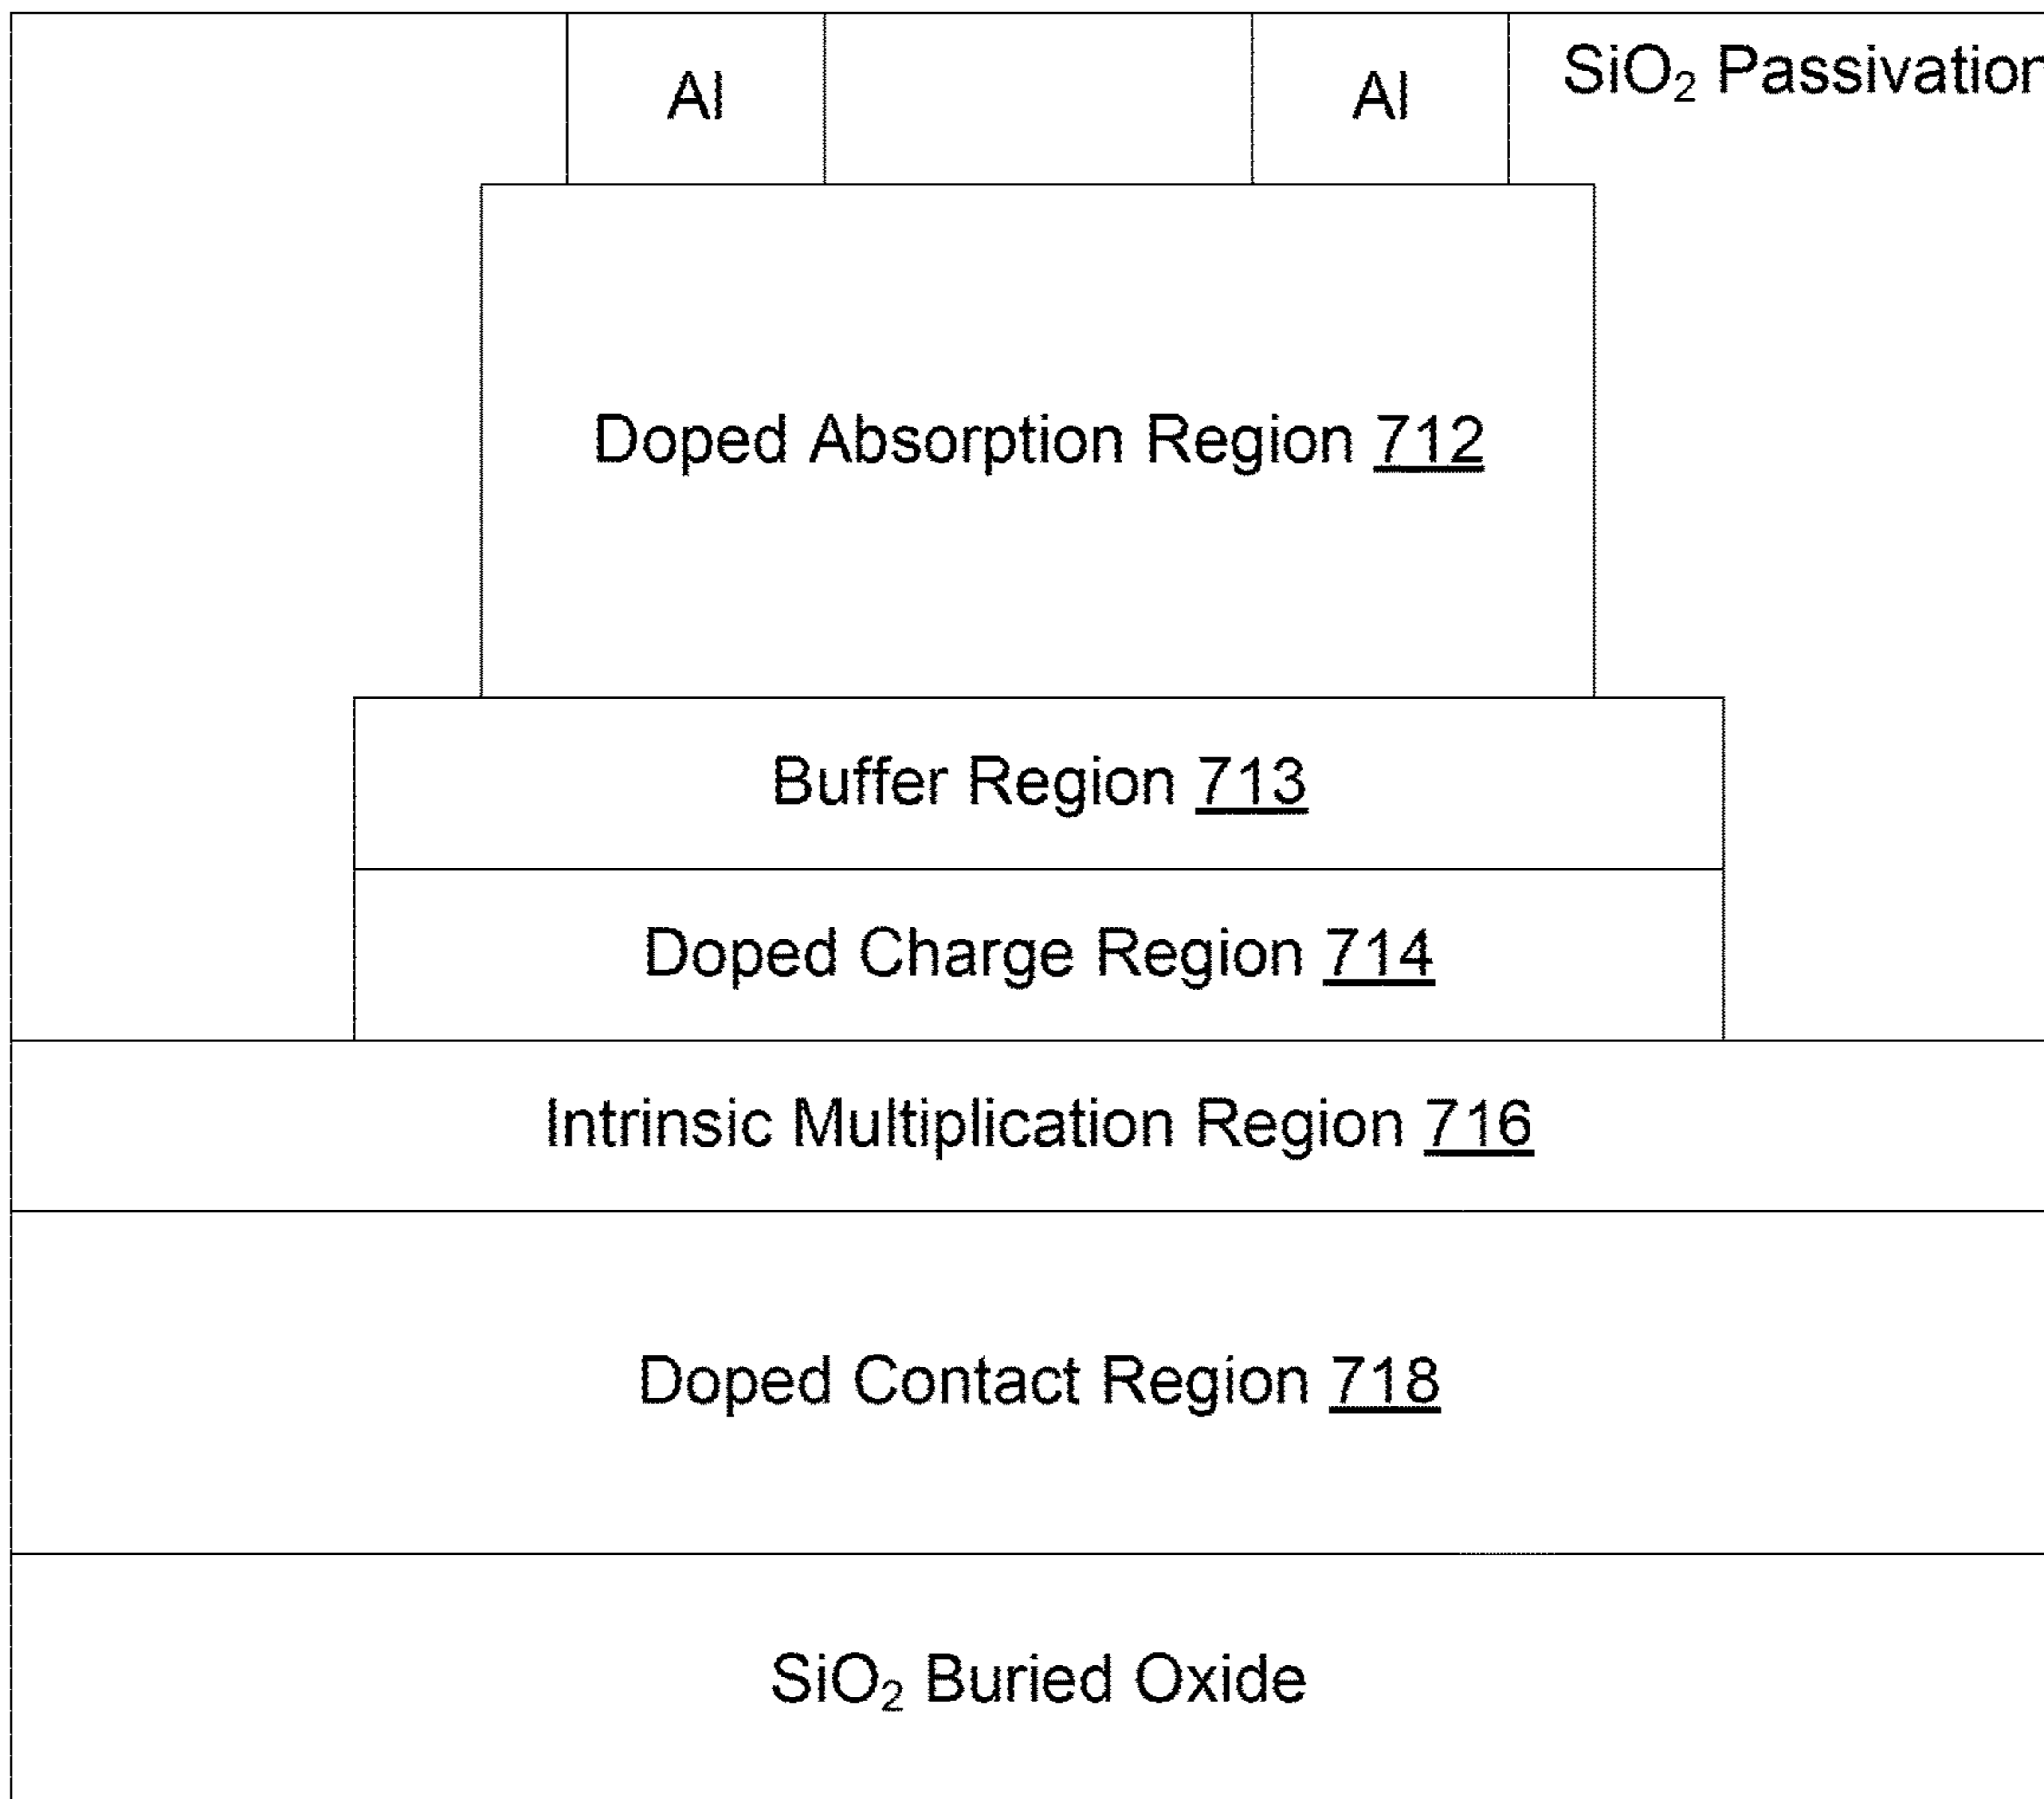 Al
Al
SiO₂ Passivation
Doped Absorption Region 712
Buffer Region 713
Doped Charge Region 714
Intrinsic Multiplication Region 716
Doped Contact Region 718
SiO₂ Buried Oxide